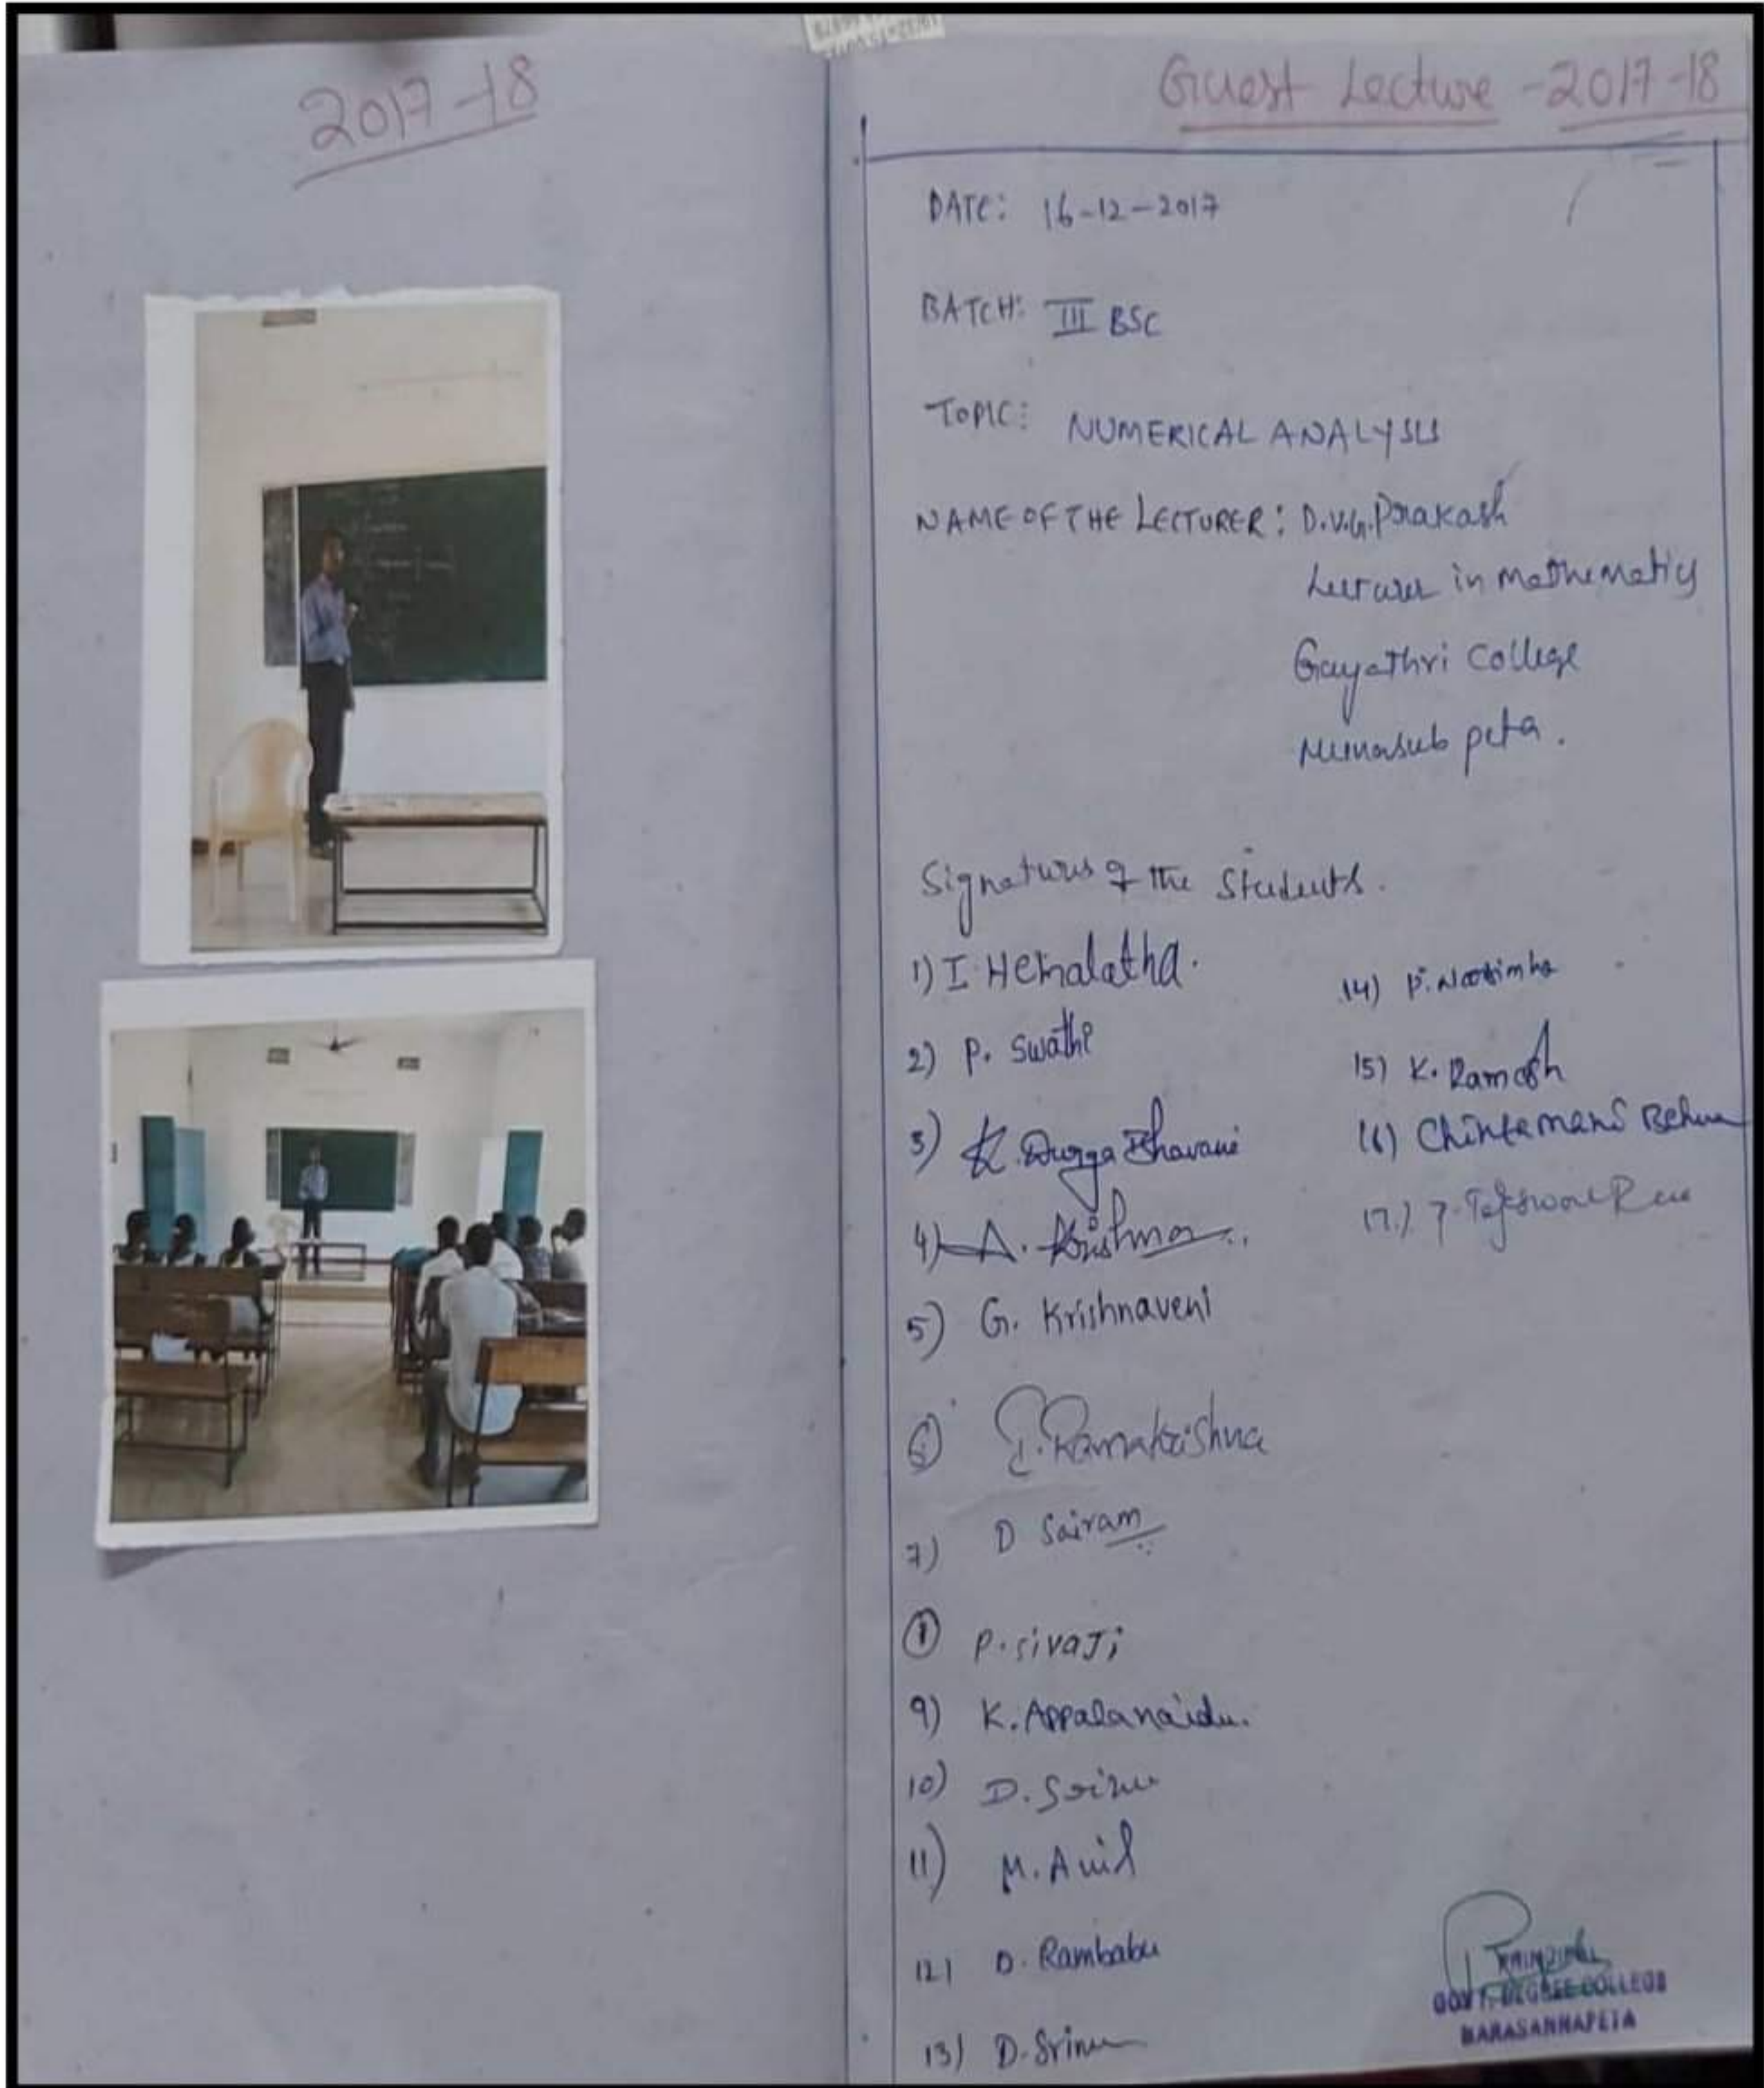 2017-18
Guest Lecture - 2017-18
DATE: 16-12-2017
BATCH: III BSC
TOPIC: NUMERICAL ANALYSIS
NAME OF THE LECTURER: D.V.G. Prakash
Lecturer in mathematics
Gayathri College
peta.
Signatures of the Students.
1) I. Hemalatha.
2) P. Swathi
3) K. Durga Bhavani
4) A. Krishna
5) G. Krishnaveni
6) Ramakrishna
7) D Sairam
P. sivaji
9) K. Appalanaidu.
10) D. Srinu
11) M. Anil
12) D. Rambabu
13) D. Srinu
14) P. Narsimha
15) K. Ramesh
16) Chintamani
17)
PRINCIPAL
GOVT. DEGREE COLLEGE
NARASANNAPETA